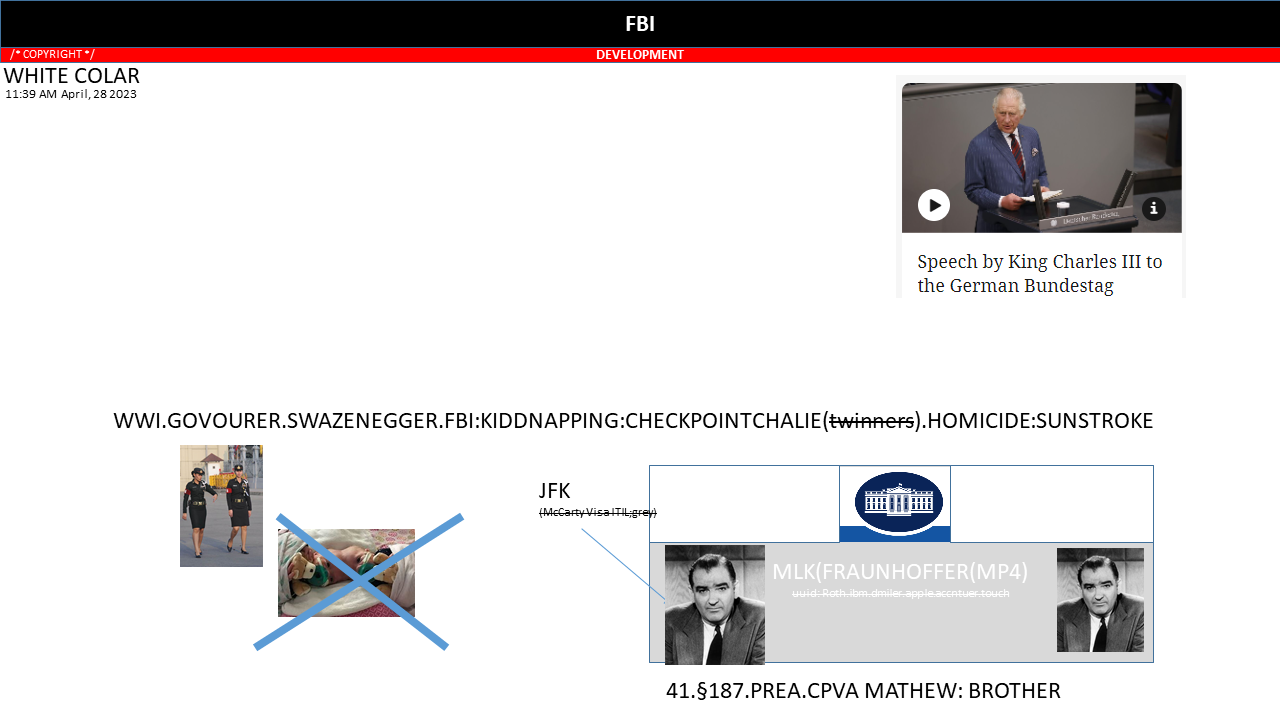 FBI
/* COPYRIGHT */
DEVELOPMENT
WHITE COLAR
11:39 AM April, 28 2023
Speech by King Charles III to
the German Bundestag
WWI.GOVOURER.SWAZENEGGER.FBI:KIDDNAPPING:CHECKPOINTCHALIE(twinners).HOMICIDE:SUNSTROKE
JFK
(McCarty Visa ITIL;grey)
MLK(FRAUNHOFFER(MP4)
uuid: Roth.ibm.dmiler.apple.accntuer.touch
41.§187.PREA.CPVA MATHEW: BROTHER